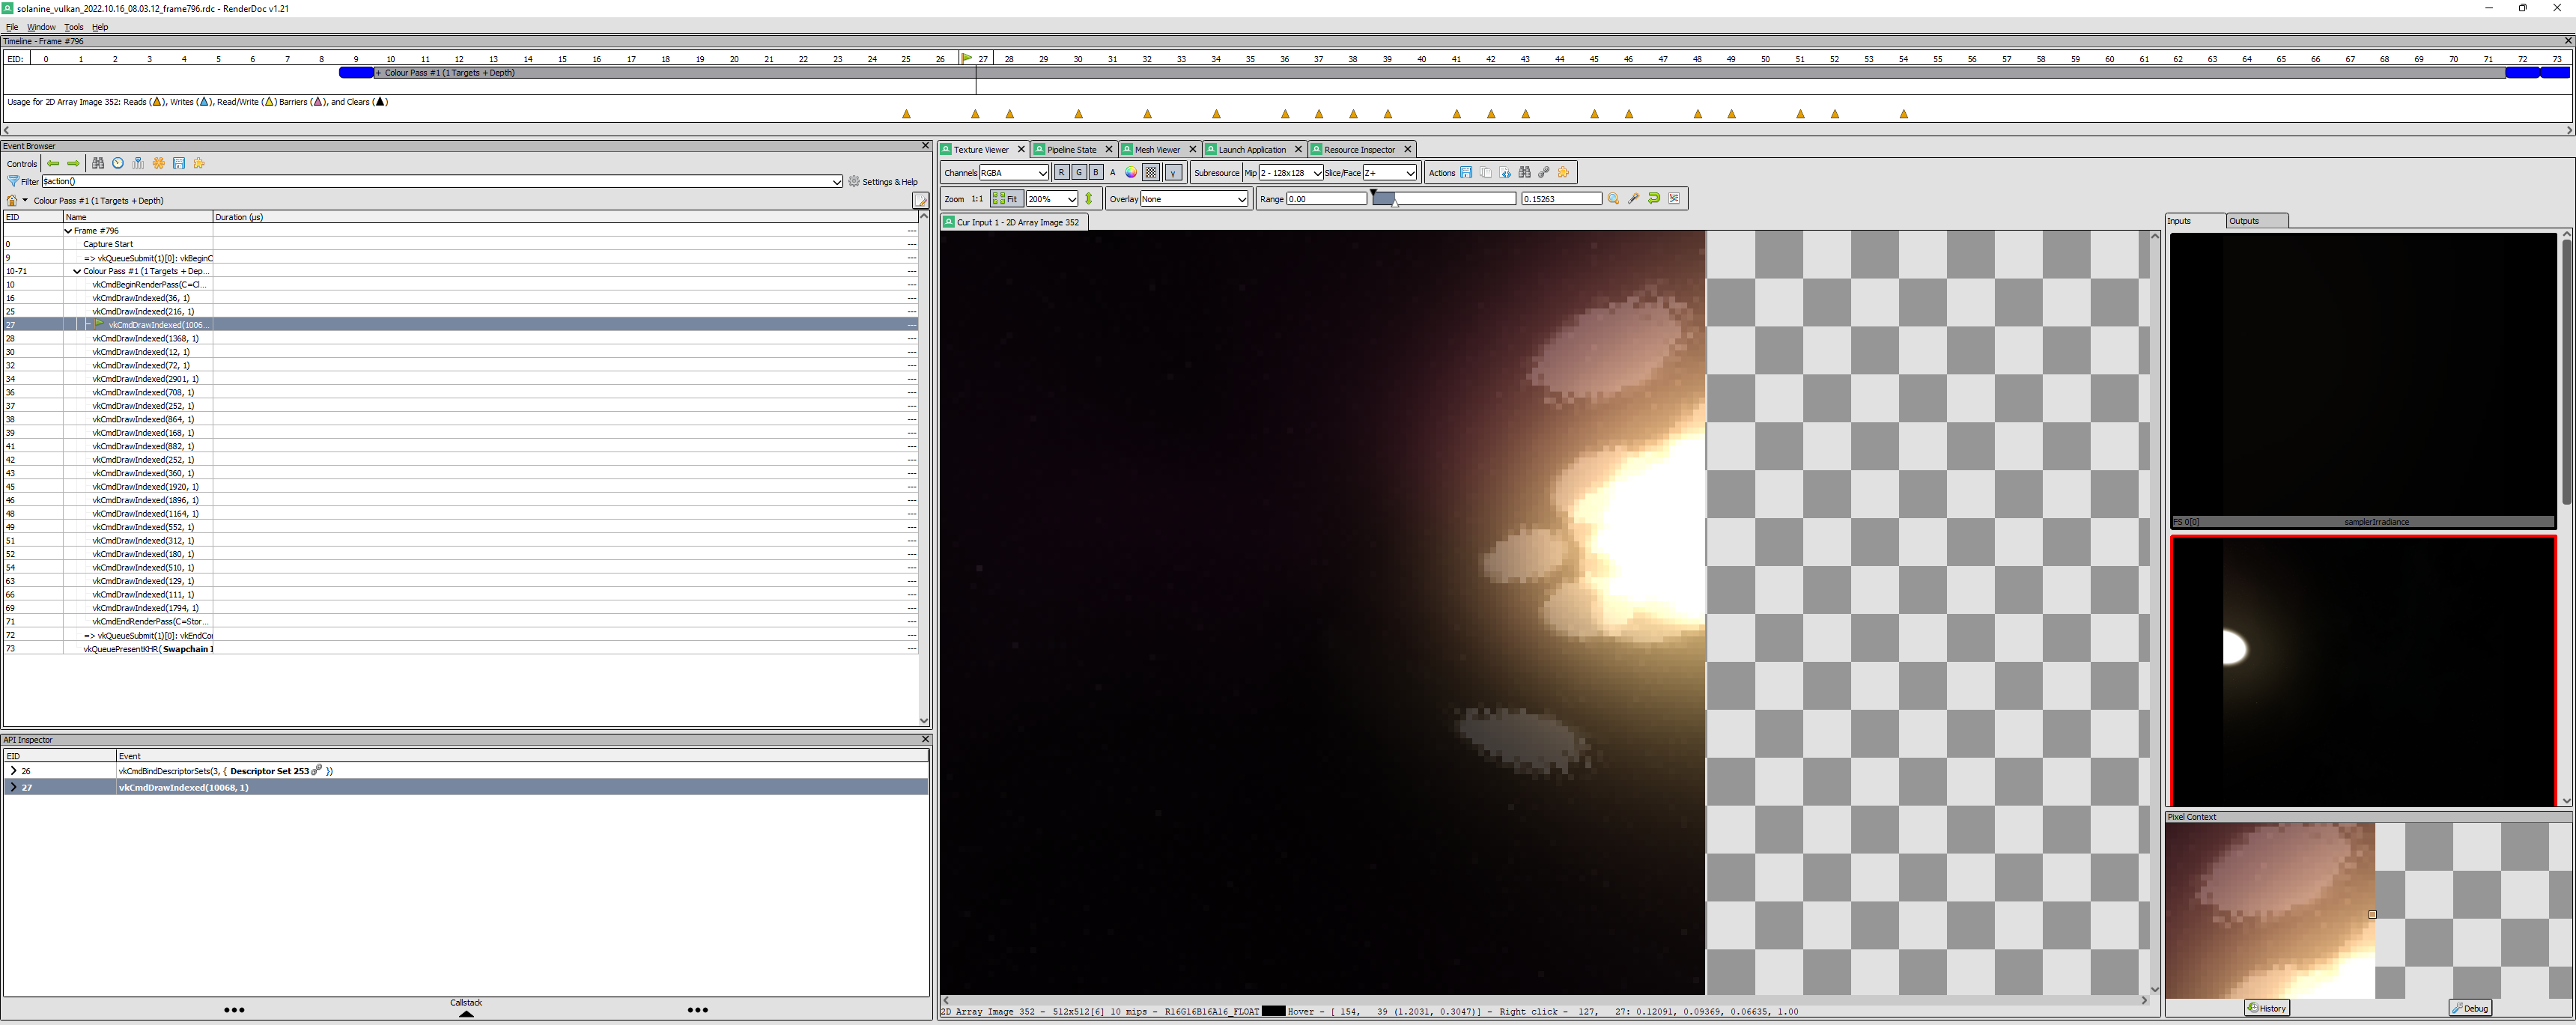 solanine_vulkan_2022.10.16_08.03.12_frame796.rdc - RenderDoc v1.21
File Window Tools Help
Timeline - Frame #796
EID: 0 1 2 3 4 5 6 7 8 9 10 11 12 13 14 15 16 17 18 19 20 21 22 23 24 25 26 27 28 29 30 31 32 33 34 35 36 37 38 39 40 41 42 43 44 45 46 47 48 49 50 51 52 53 54 55 56 57 58 59 60 61 62 63 64 65 66 67 68 69 70 71 72 73
+ Colour Pass #1 (1 Targets + Depth)
Usage for 2D Array Image 352: Reads ( ), Writes ( ), Read/Write ( ) Barriers ( ), and Clears ( )
Event Browser
Controls
Filter $action() Settings & Help
Colour Pass #1 (1 Targets + Depth)
EID Name Duration (µs)
Frame #796 ---
0 Capture Start ---
9 => vkQueueSubmit(1)[0]: vkBeginC ---
10-71 Colour Pass #1 (1 Targets + Dep... ---
10 vkCmdBeginRenderPass(C=Cl... ---
16 vkCmdDrawIndexed(36, 1) ---
25 vkCmdDrawIndexed(216, 1) ---
27 vkCmdDrawIndexed(1006... ---
28 vkCmdDrawIndexed(1368, 1) ---
30 vkCmdDrawIndexed(12, 1) ---
32 vkCmdDrawIndexed(72, 1) ---
34 vkCmdDrawIndexed(2901, 1) ---
36 vkCmdDrawIndexed(708, 1) ---
37 vkCmdDrawIndexed(252, 1) ---
38 vkCmdDrawIndexed(864, 1) ---
39 vkCmdDrawIndexed(168, 1) ---
41 vkCmdDrawIndexed(882, 1) ---
42 vkCmdDrawIndexed(252, 1) ---
43 vkCmdDrawIndexed(360, 1) ---
45 vkCmdDrawIndexed(1920, 1) ---
46 vkCmdDrawIndexed(1896, 1) ---
48 vkCmdDrawIndexed(1164, 1) ---
49 vkCmdDrawIndexed(552, 1) ---
51 vkCmdDrawIndexed(312, 1) ---
52 vkCmdDrawIndexed(180, 1) ---
54 vkCmdDrawIndexed(510, 1) ---
63 vkCmdDrawIndexed(129, 1) ---
66 vkCmdDrawIndexed(111, 1) ---
69 vkCmdDrawIndexed(1794, 1) ---
71 vkCmdEndRenderPass(C=Stor... ---
72 => vkQueueSubmit(1)[0]: vkEndCo ---
73 vkQueuePresentKHR( Swapchain I ---
API Inspector
EID Event
26 vkCmdBindDescriptorSets(3, { Descriptor Set 253 })
27 vkCmdDrawIndexed(10068, 1)
Callstack
Texture Viewer Pipeline State Mesh Viewer Launch Application Resource Inspector
Channels RGBA R G B A γ Subresource Mip 2 - 128x128 Slice/Face Z+ Actions
Zoom 1:1 Fit 200% Overlay None Range 0.00 0.15263
Cur Input 1 - 2D Array Image 352
2D Array Image 352 - 512x512[6] 10 mips - R16G16B16A16_FLOAT Hover - [ 154, 39 (1.2031, 0.3047)] - Right click - 127, 27: 0.12091, 0.09369, 0.06635, 1.00
Inputs Outputs
FS 0[0] samplerIrradiance
Pixel Context
History Debug